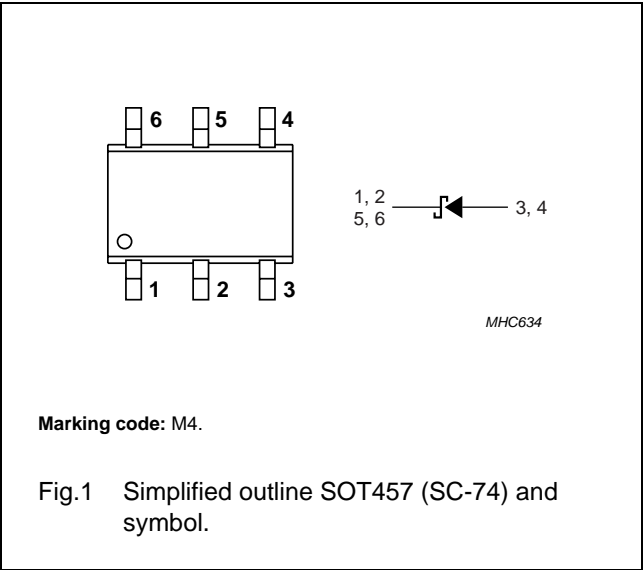 6 5 4
1, 2
5, 6
3, 4
1 2 3
MHC634
Marking code: M4.
Fig.1 Simplified outline SOT457 (SC-74) and
symbol.